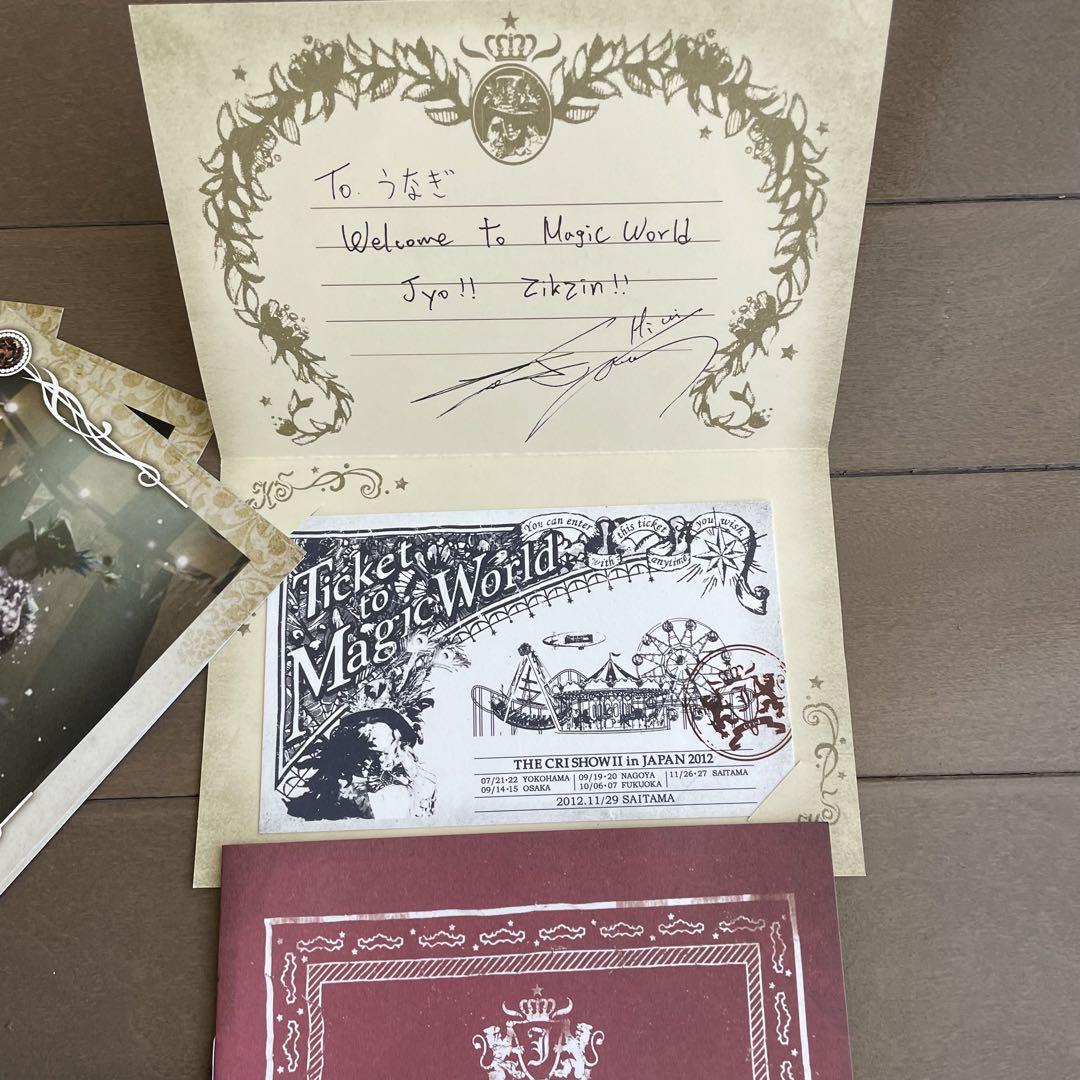 To. うなぎ
Welcome to Magic World
Jyo!! Zikzin!!
KS
You can enter with this ticket anytime you wish
Ticket
to
Magic World
THE CRI SHOW II in JAPAN 2012
07/21・22 YOKOHAMA 09/19・20 NAGOYA 11/26・27 SAITAMA
09/14・15 OSAKA 10/06・07 FUKUOKA
2012.11/29 SAITAMA
J